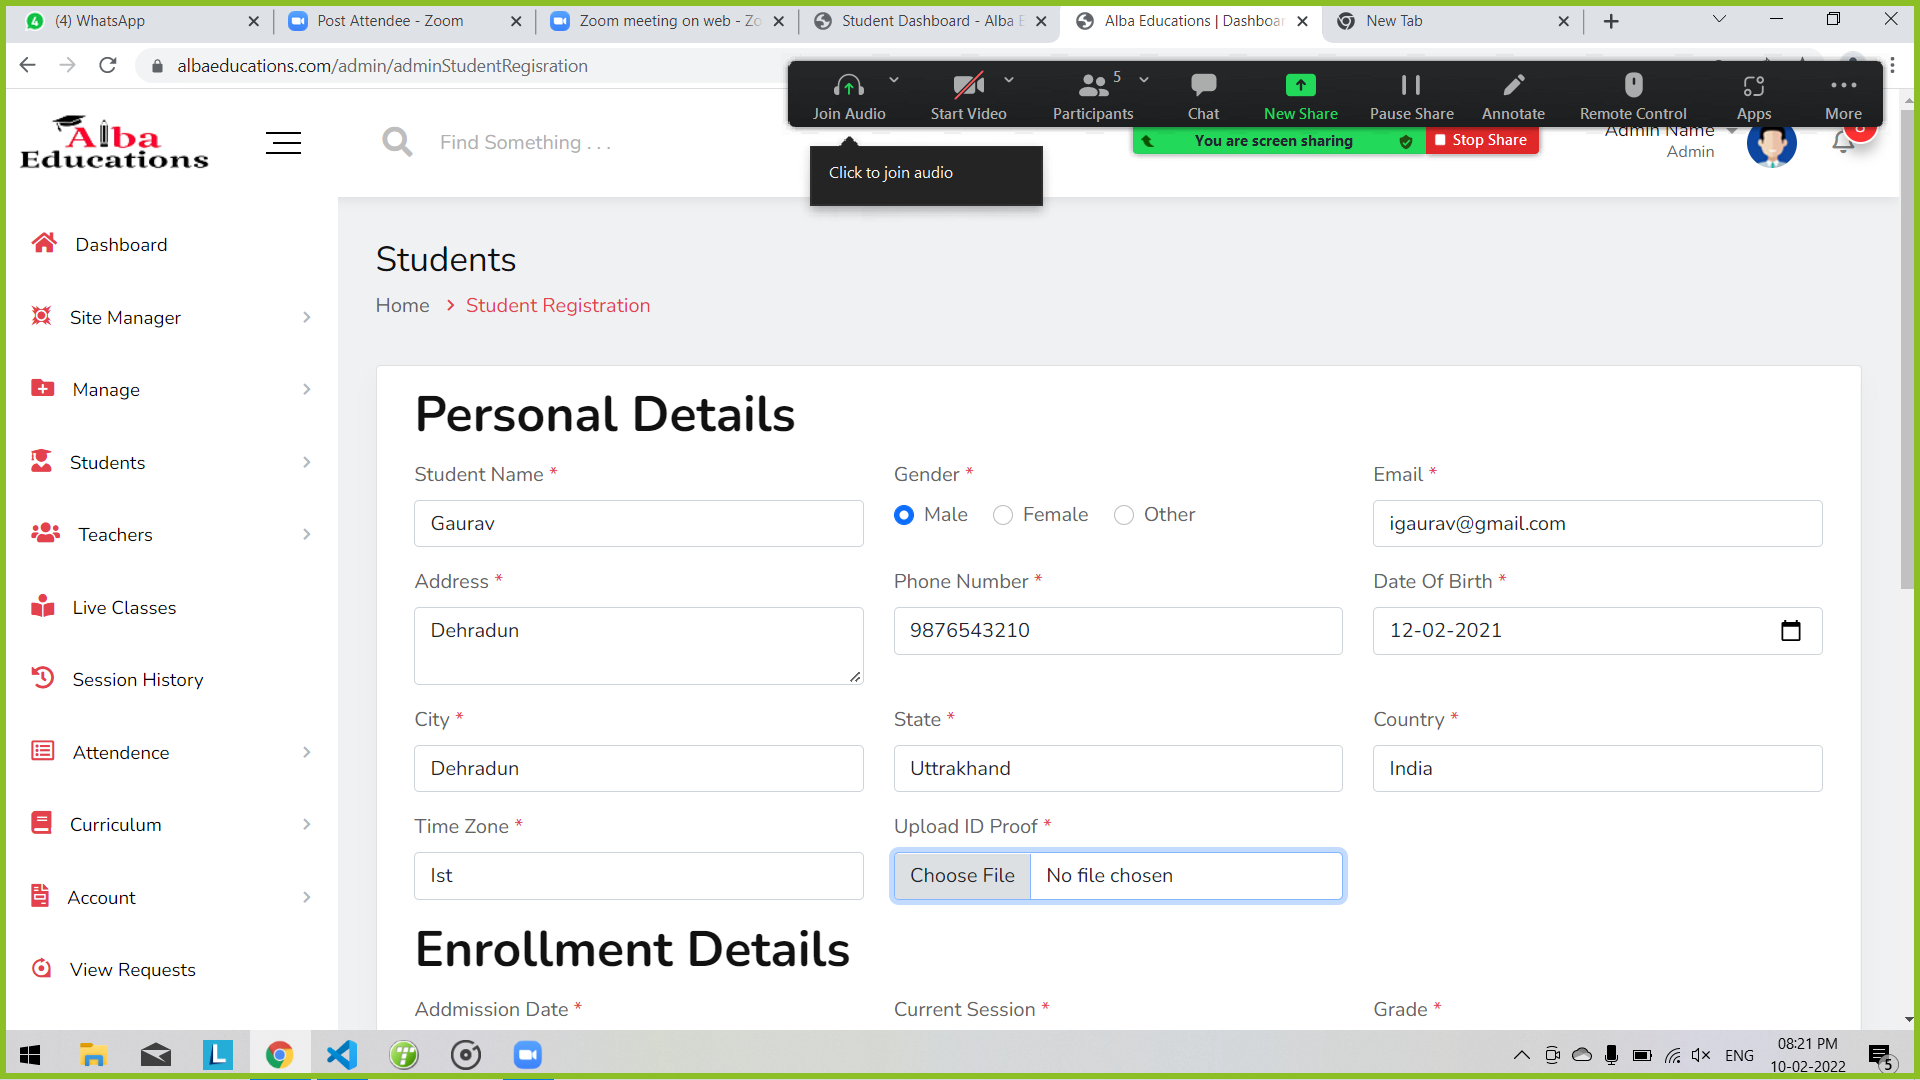 (4) WhatsApp
Post Attendee - Zoom
Zoom meeting on web - Zo
Student Dashboard - Alba E
Alba Educations | Dashboar
New Tab
albaeducations.com/admin/adminStudentRegisration
Join Audio
Start Video
5
Participants
Chat
New Share
Pause Share
Annotate
Remote Control
Apps
More
You are screen sharing
Stop Share
Click to join audio
Alba
Educations
Find Something . . .
Admin Name
Admin
Dashboard
Site Manager
Manage
Students
Teachers
Live Classes
Session History
Attendence
Curriculum
Account
View Requests
Students
Home > Student Registration
Personal Details
Student Name *
Gender *
Email *
Gaurav
Male
Female
Other
igaurav@gmail.com
Address *
Phone Number *
Date Of Birth *
Dehradun
9876543210
12-02-2021
City *
State *
Country *
Dehradun
Uttrakhand
India
Time Zone *
Upload ID Proof *
Ist
Choose File
No file chosen
Enrollment Details
Addmission Date *
Current Session *
Grade *
L
ENG
08:21 PM
10-02-2022
5